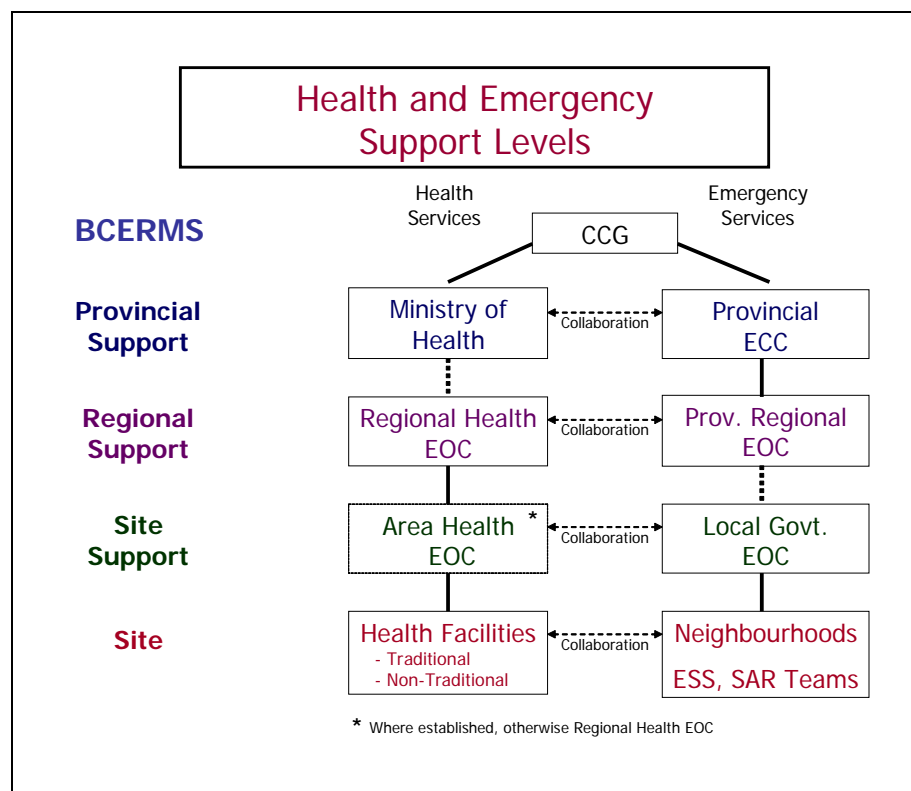 Health and Emergency
Support Levels
Health
Services
Emergency
Services
BCERMS
CCG
Provincial
Support
Ministry of
Health
Collaboration
Provincial
ECC
Regional
Support
Regional Health
EOC
Collaboration
Prov. Regional
EOC
Site
Support
Area Health *
EOC
Collaboration
Local Govt.
EOC
Site
Health Facilities
- Traditional
- Non-Traditional
Collaboration
Neighbourhoods
ESS, SAR Teams
* Where established, otherwise Regional Health EOC